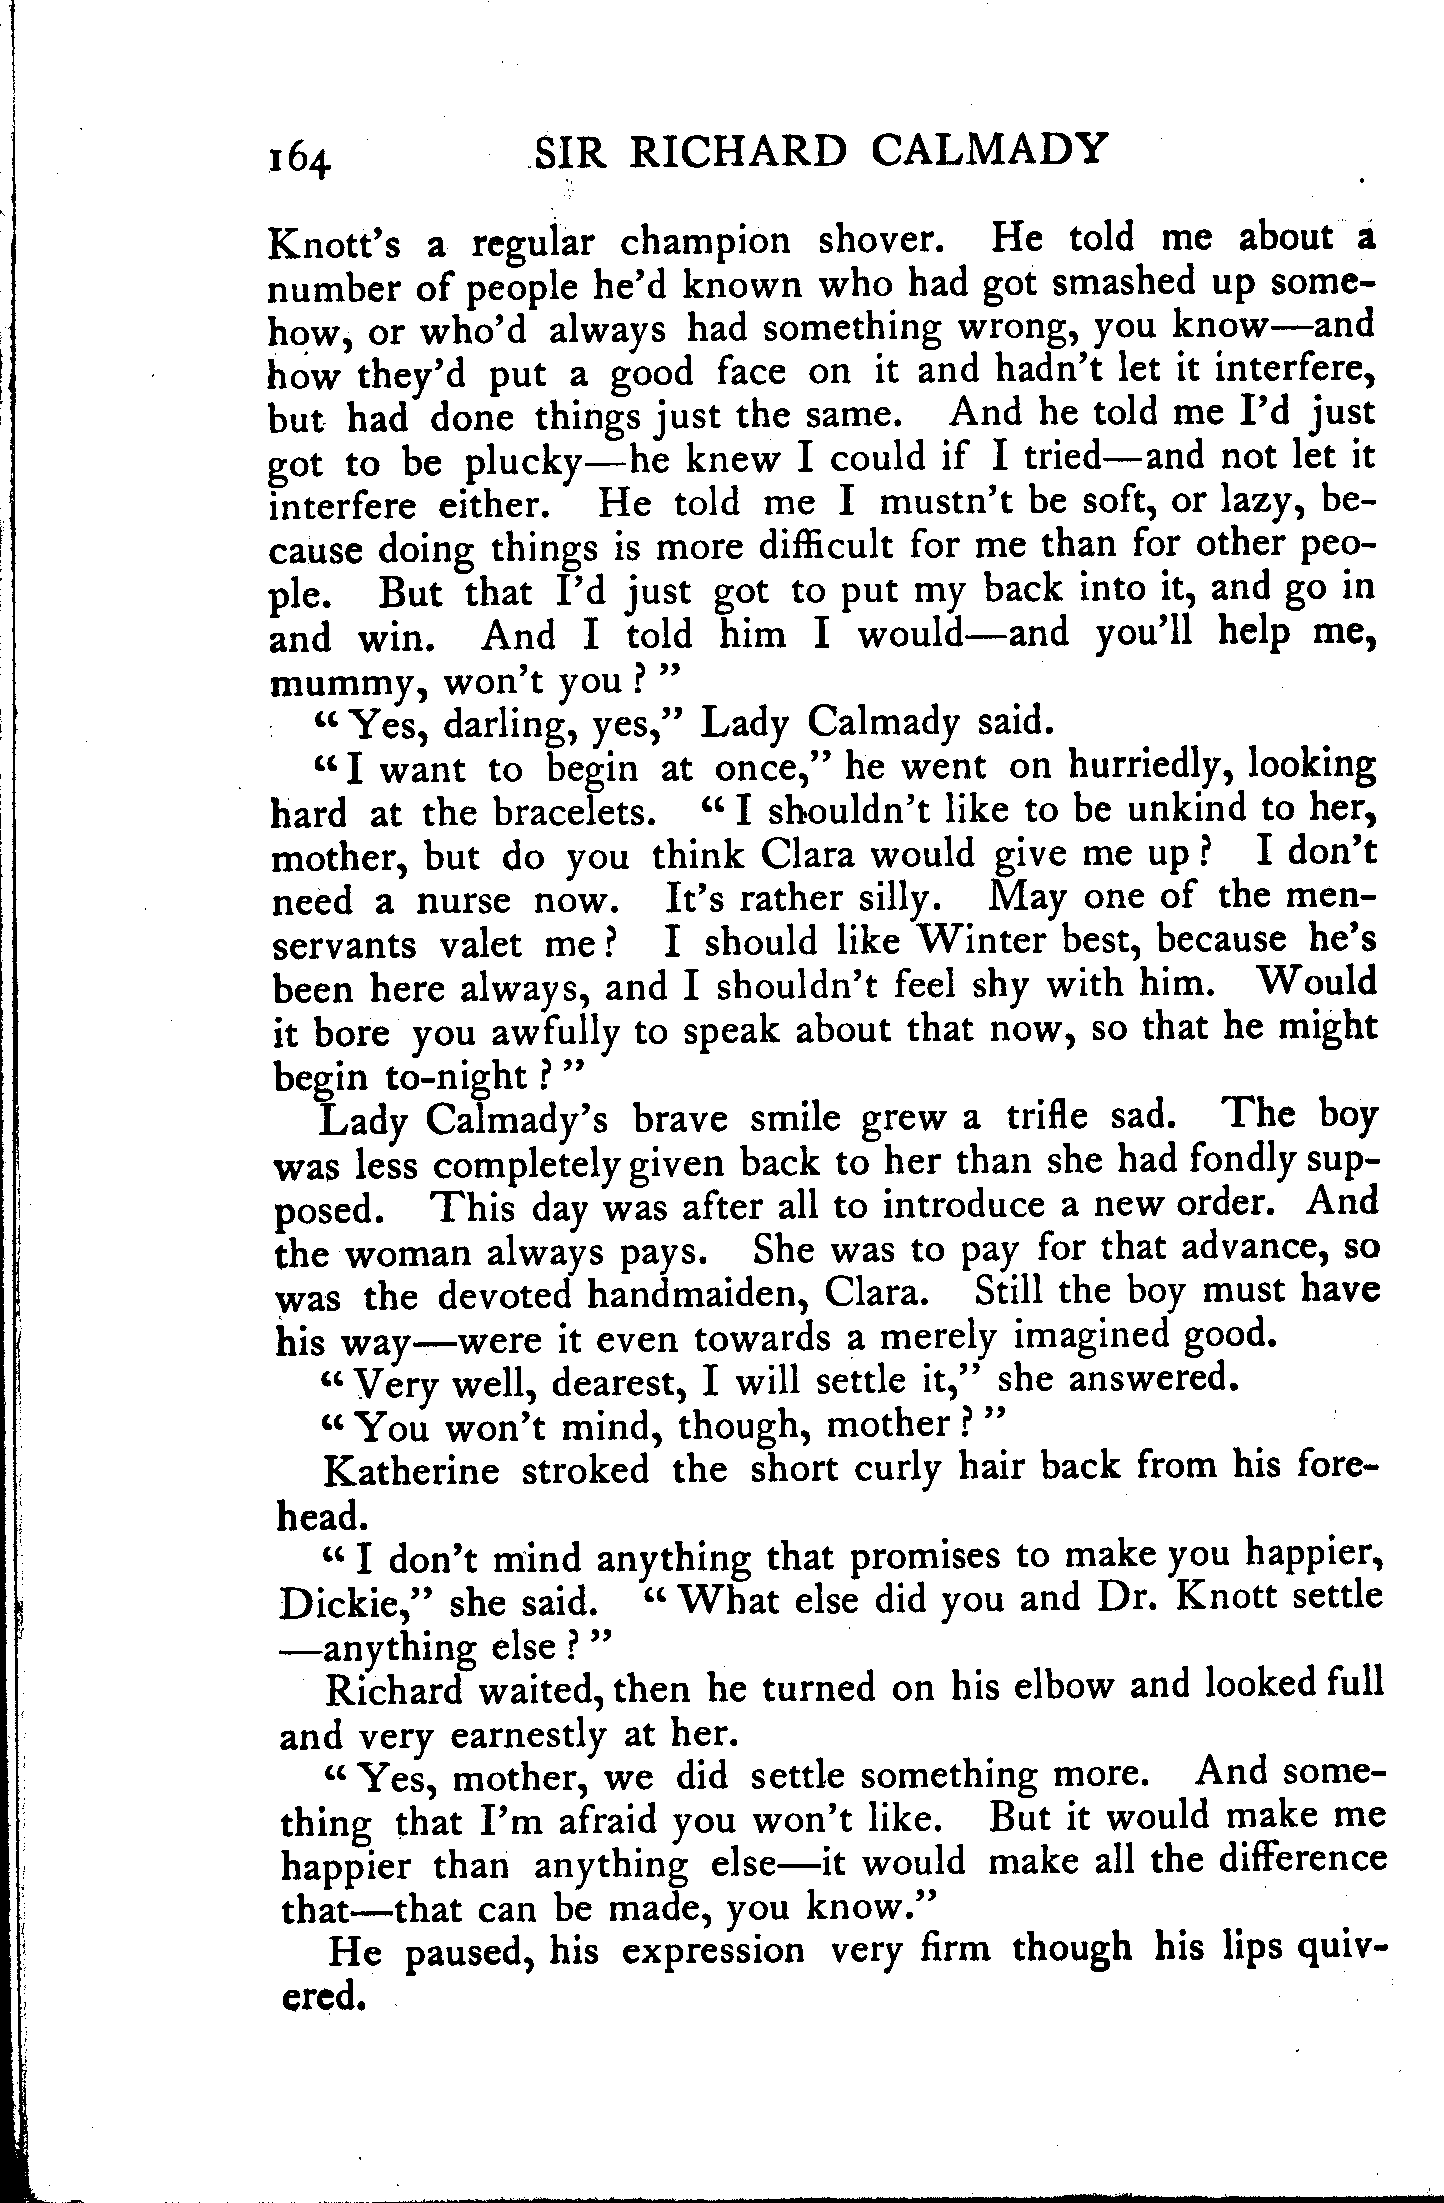 164 SIR RICHARD CALMADY
Knott's a regular champion shover. He told me about a
number of people he'd known who had got smashed up some-
how, or who'd always had something wrong, you know—and
how they'd put a good face on it and hadn't let it interfere,
but had done things just the same. And he told me I'd just
got to be plucky—he knew I could if I tried—and not let it
interfere either. He told me I mustn't be soft, or lazy, be-
cause doing things is more difficult for me than for other peo-
ple. But that I'd just got to put my back into it, and go in
and win. And I told him I would—and you'll help me,
mummy, won't you?"
"Yes, darling, yes," Lady Calmady said.
"I want to begin at once," he went on hurriedly, looking
hard at the bracelets. "I shouldn't like to be unkind to her,
mother, but do you think Clara would give me up? I don't
need a nurse now. It's rather silly. May one of the men-
servants valet me? I should like Winter best, because he's
been here always, and I shouldn't feel shy with him. Would
it bore you awfully to speak about that now, so that he might
begin to-night?"
Lady Calmady's brave smile grew a trifle sad. The boy
was less completely given back to her than she had fondly sup-
posed. This day was after all to introduce a new order. And
the woman always pays. She was to pay for that advance, so
was the devoted handmaiden, Clara. Still the boy must have
his way—were it even towards a merely imagined good.
"Very well, dearest, I will settle it," she answered.
"You won't mind, though, mother?"
Katherine stroked the short curly hair back from his fore-
head.
"I don't mind anything that promises to make you happier,
Dickie," she said. "What else did you and Dr. Knott settle
—anything else?"
Richard waited, then he turned on his elbow and looked full
and very earnestly at her.
"Yes, mother, we did settle something more. And some-
thing that I'm afraid you won't like. But it would make me
happier than anything else—it would make all the difference
that—that can be made, you know."
He paused, his expression very firm though his lips quiv-
ered.